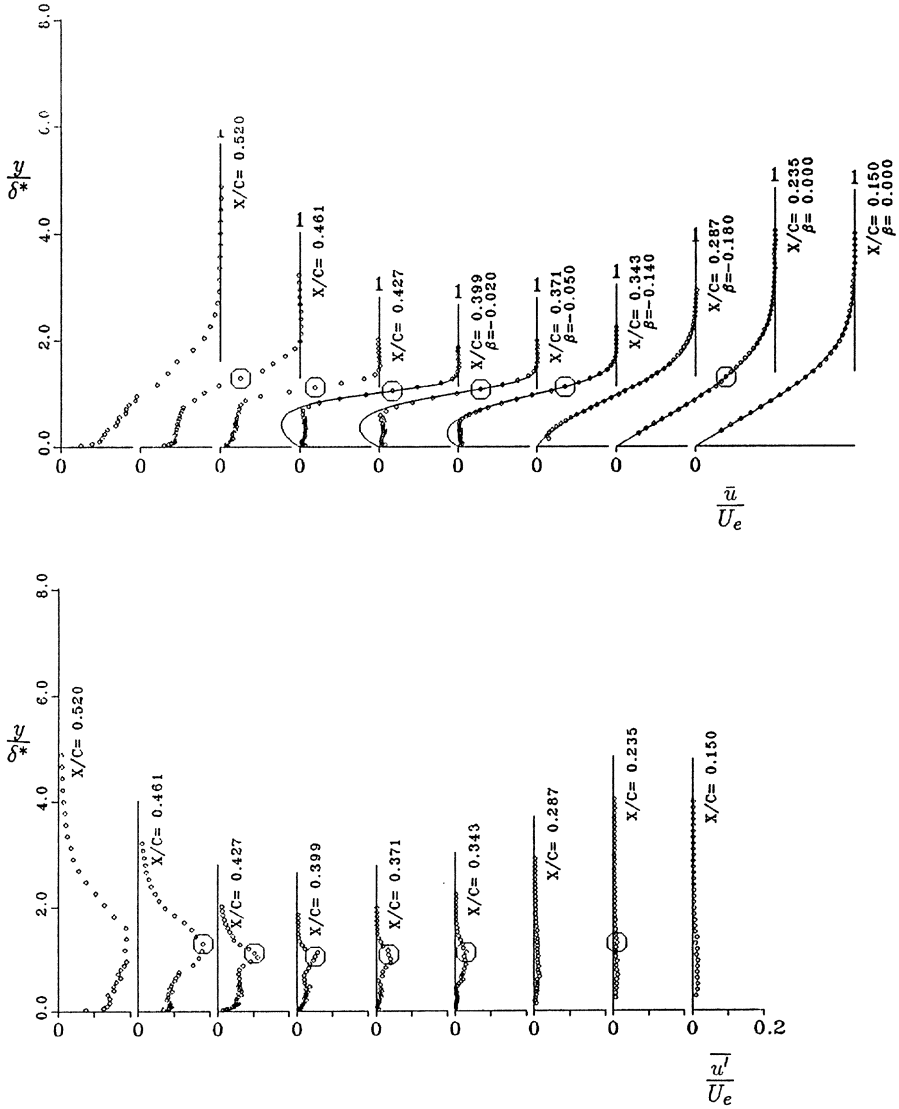 8.0
6.0
4.0
2.0
0.0
y
δ*
1
X/C= 0.520
1
X/C= 0.461
1
X/C= 0.427
1
X/C= 0.399
β=-0.020
1
X/C= 0.371
β=-0.050
1
X/C= 0.343
β=-0.140
1
X/C= 0.287
β=-0.180
1
X/C= 0.235
β= 0.000
1
X/C= 0.150
β= 0.000
0 0 0 0 0 0 0 0 0
ū
Uₑ
8.0
6.0
4.0
2.0
0.0
y
δ*
X/C= 0.520
X/C= 0.461
X/C= 0.427
X/C= 0.399
X/C= 0.371
X/C= 0.343
X/C= 0.287
X/C= 0.235
X/C= 0.150
0 0 0 0 0 0 0 0 0 0.2
u̅'
Uₑ